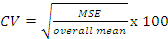 CV = √(MSE / overall mean) x 100